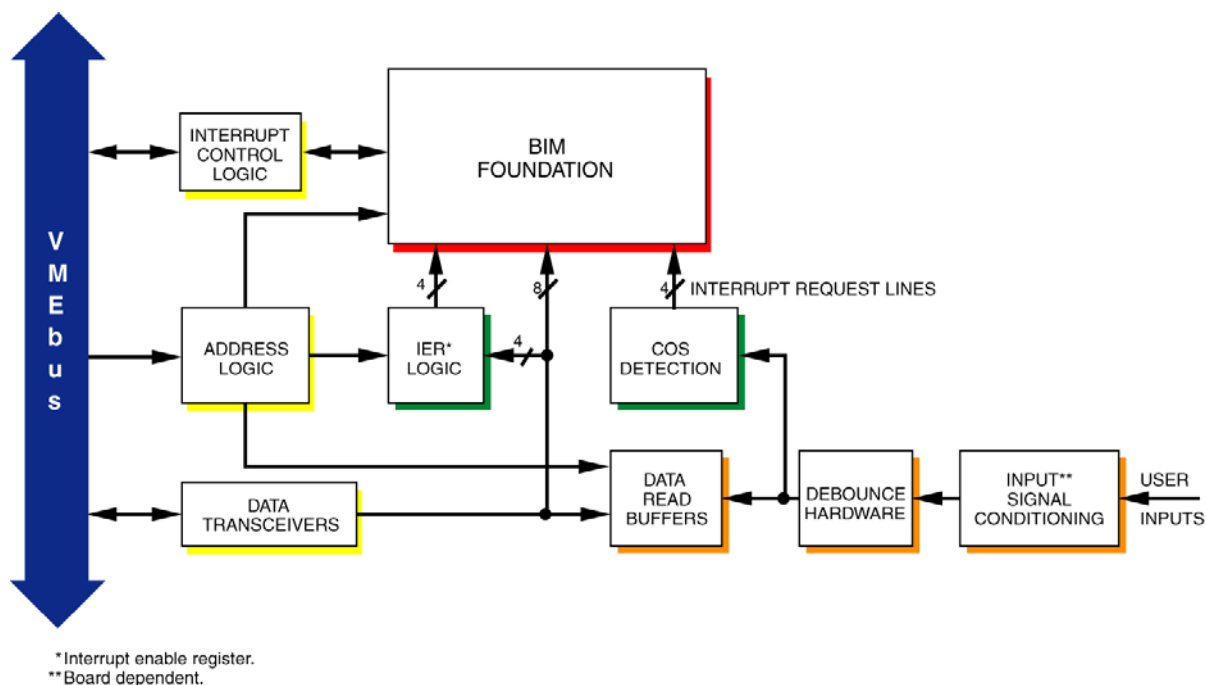 BIM
FOUNDATION
INTERRUPT
CONTROL
LOGIC
VMEbus
4
8
4
INTERRUPT REQUEST LINES
ADDRESS
LOGIC
IER*
LOGIC
4
COS
DETECTION
DATA
TRANSCEIVERS
DATA
READ
BUFFERS
DEBOUNCE
HARDWARE
INPUT**
SIGNAL
CONDITIONING
USER
INPUTS
*Interrupt enable register.
**Board dependent.